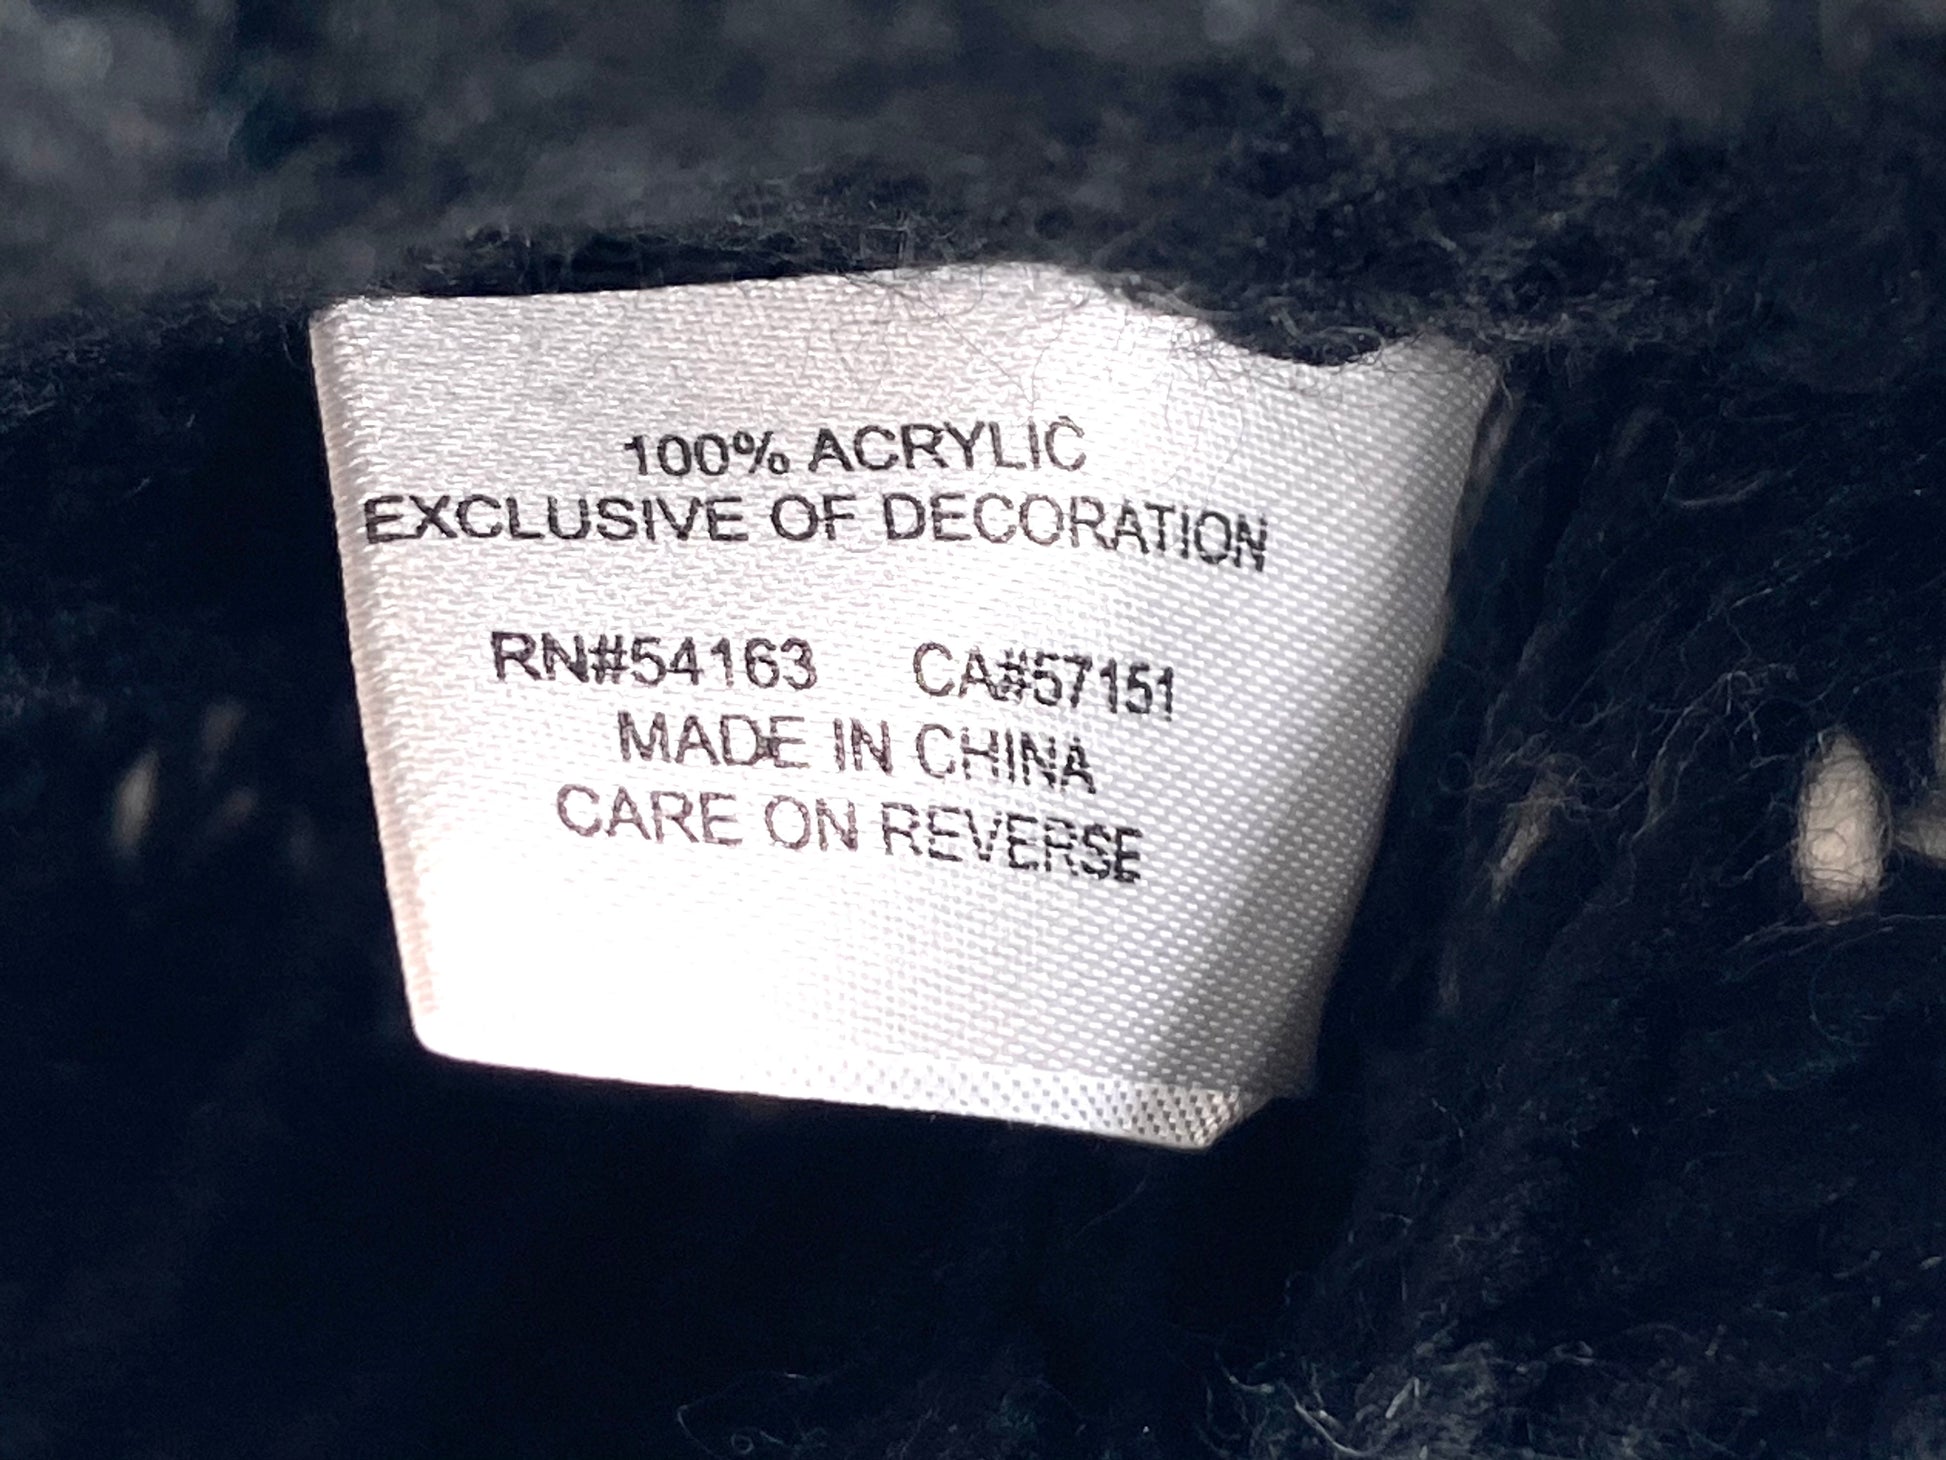 100% ACRYLIC
EXCLUSIVE OF DECORATION
RN#54163 CA#57151
MADE IN CHINA
CARE ON REVERSE